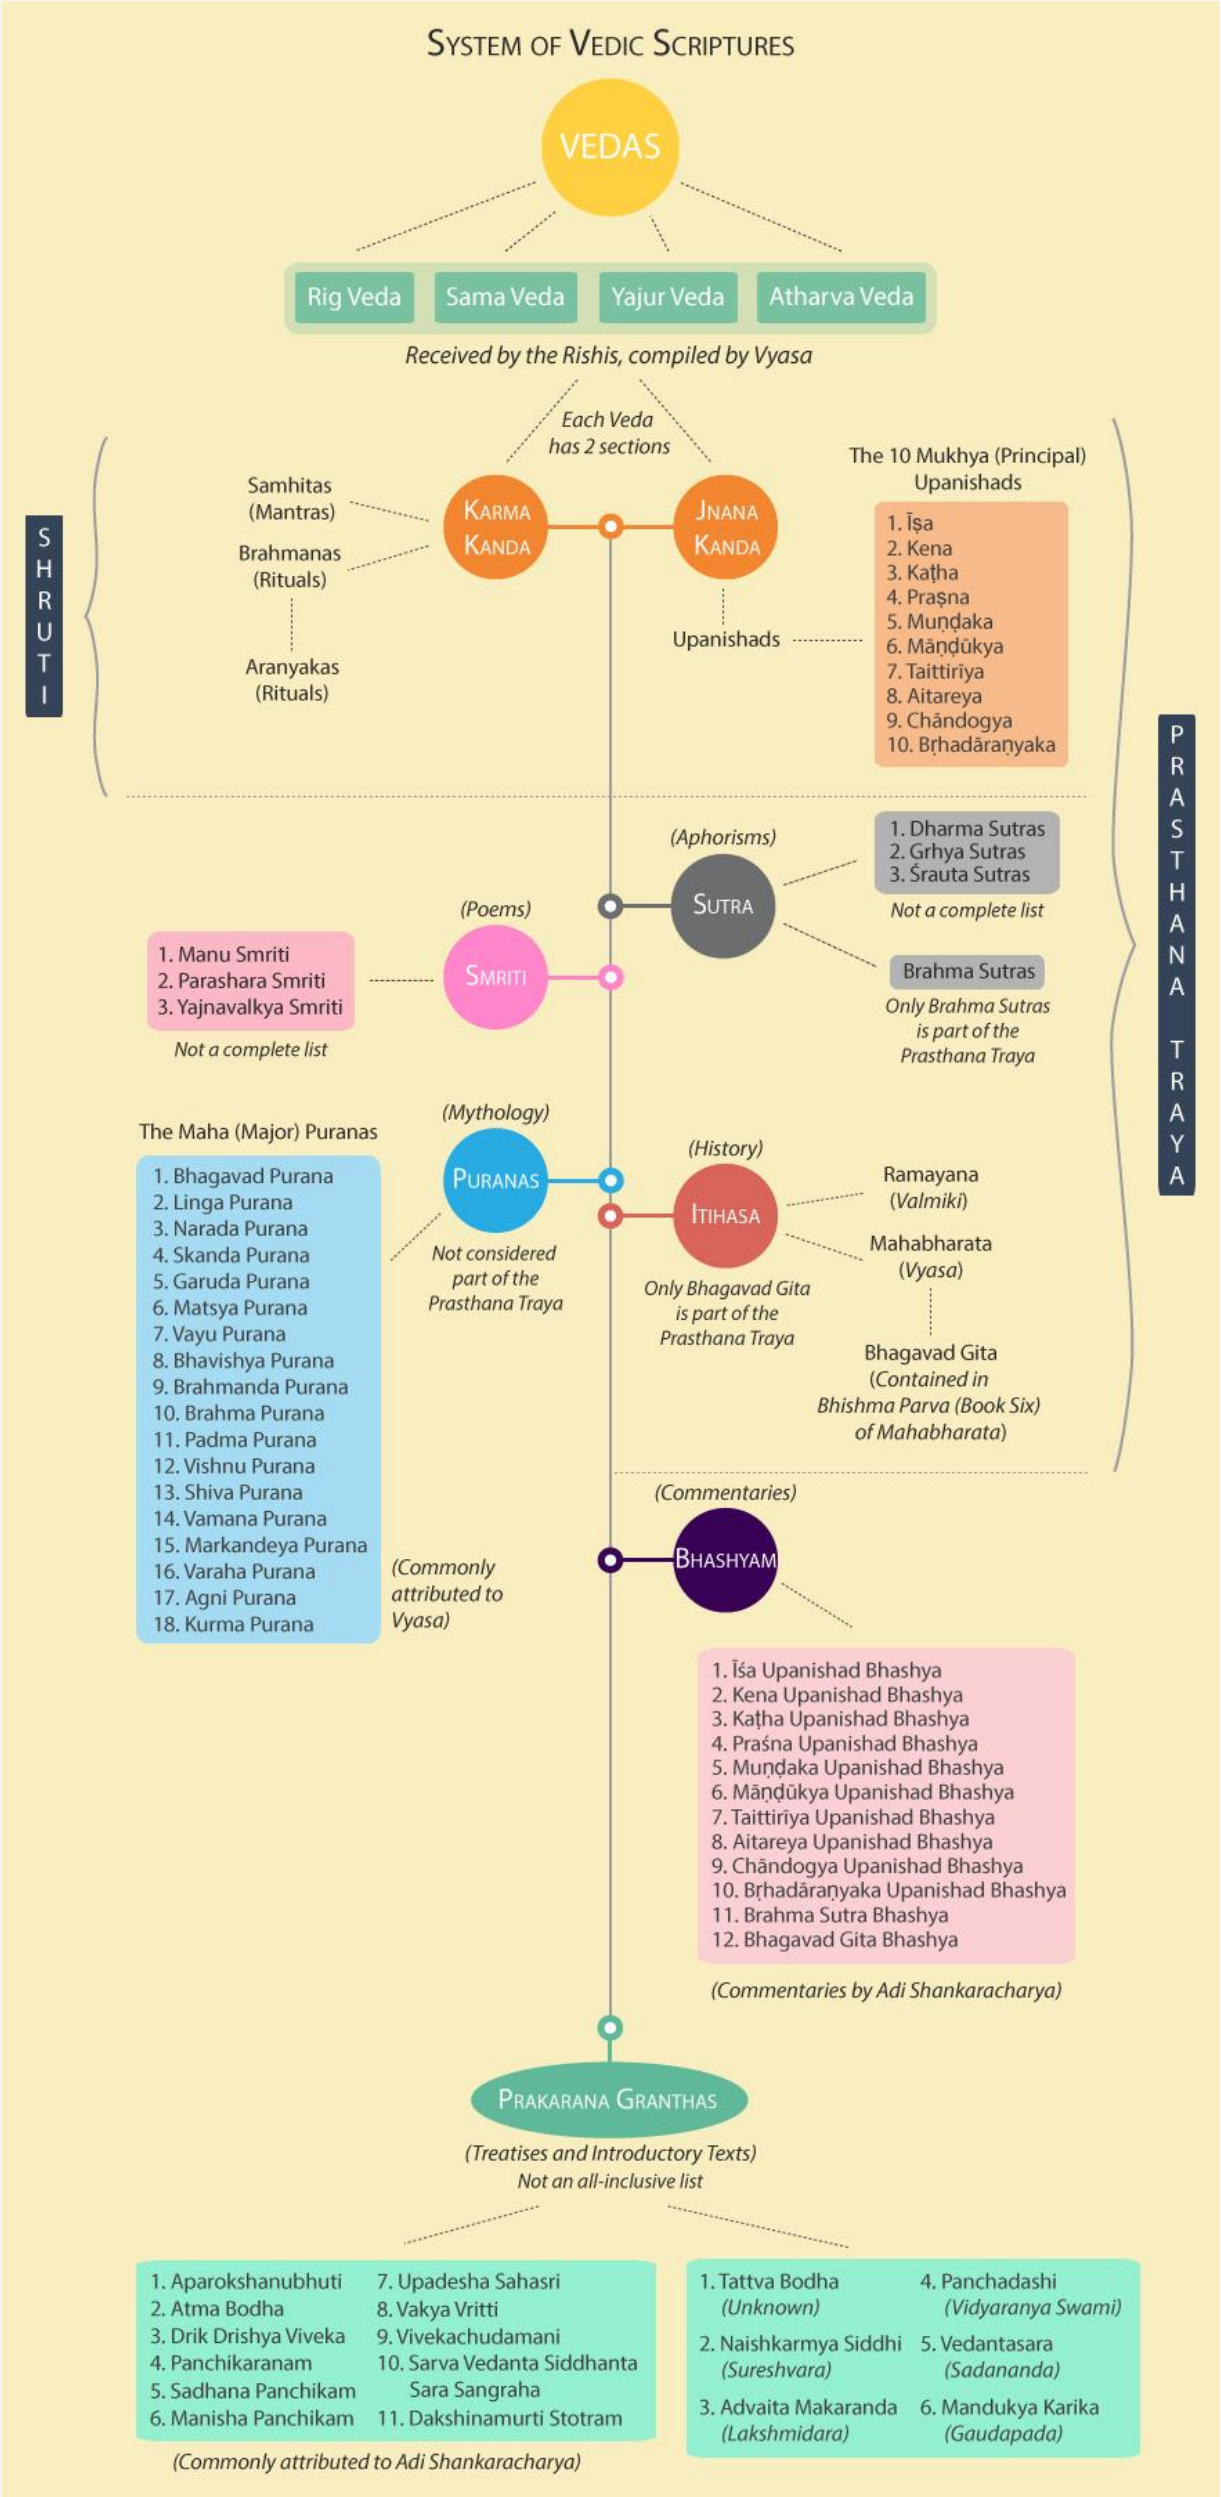 SYSTEM OF VEDIC SCRIPTURES
VEDAS
Rig Veda
Sama Veda
Yajur Veda
Atharva Veda
Received by the Rishis, compiled by Vyasa
Each Veda
has 2 sections
SHRUTI
Samhitas
(Mantras)
Brahmanas
(Rituals)
Aranyakas
(Rituals)
KARMA
KANDA
JNANA
KANDA
Upanishads
The 10 Mukhya (Principal)
Upanishads
1. Īṣa
2. Kena
3. Kaṭha
4. Praṣna
5. Muṇḍaka
6. Māṇḍūkya
7. Taittirīya
8. Aitareya
9. Chāndogya
10. Bṛhadāraṇyaka
PRASTHANA TRAYA
(Aphorisms)
SUTRA
1. Dharma Sutras
2. Grhya Sutras
3. Śrauta Sutras
Not a complete list
Brahma Sutras
Only Brahma Sutras
is part of the
Prasthana Traya
(Poems)
SMRITI
1. Manu Smriti
2. Parashara Smriti
3. Yajnavalkya Smriti
Not a complete list
(Mythology)
PURANAS
Not considered
part of the
Prasthana Traya
The Maha (Major) Puranas
1. Bhagavad Purana
2. Linga Purana
3. Narada Purana
4. Skanda Purana
5. Garuda Purana
6. Matsya Purana
7. Vayu Purana
8. Bhavishya Purana
9. Brahmanda Purana
10. Brahma Purana
11. Padma Purana
12. Vishnu Purana
13. Shiva Purana
14. Vamana Purana
15. Markandeya Purana
16. Varaha Purana
17. Agni Purana
18. Kurma Purana
(Commonly
attributed to
Vyasa)
(History)
ITIHASA
Only Bhagavad Gita
is part of the
Prasthana Traya
Ramayana
(Valmiki)
Mahabharata
(Vyasa)
Bhagavad Gita
(Contained in
Bhishma Parva (Book Six)
of Mahabharata)
(Commentaries)
BHASHYAM
1. Īśa Upanishad Bhashya
2. Kena Upanishad Bhashya
3. Kaṭha Upanishad Bhashya
4. Praśna Upanishad Bhashya
5. Muṇḍaka Upanishad Bhashya
6. Māṇḍūkya Upanishad Bhashya
7. Taittirīya Upanishad Bhashya
8. Aitareya Upanishad Bhashya
9. Chāndogya Upanishad Bhashya
10. Bṛhadāraṇyaka Upanishad Bhashya
11. Brahma Sutra Bhashya
12. Bhagavad Gita Bhashya
(Commentaries by Adi Shankaracharya)
PRAKARANA GRANTHAS
(Treatises and Introductory Texts)
Not an all-inclusive list
1. Aparokshanubhuti
2. Atma Bodha
3. Drik Drishya Viveka
4. Panchikaranam
5. Sadhana Panchikam
6. Manisha Panchikam
7. Upadesha Sahasri
8. Vakya Vritti
9. Vivekachudamani
10. Sarva Vedanta Siddhanta
Sara Sangraha
11. Dakshinamurti Stotram
(Commonly attributed to Adi Shankaracharya)
1. Tattva Bodha
(Unknown)
2. Naishkarmya Siddhi
(Sureshvara)
3. Advaita Makaranda
(Lakshmidara)
4. Panchadashi
(Vidyaranya Swami)
5. Vedantasara
(Sadananda)
6. Mandukya Karika
(Gaudapada)